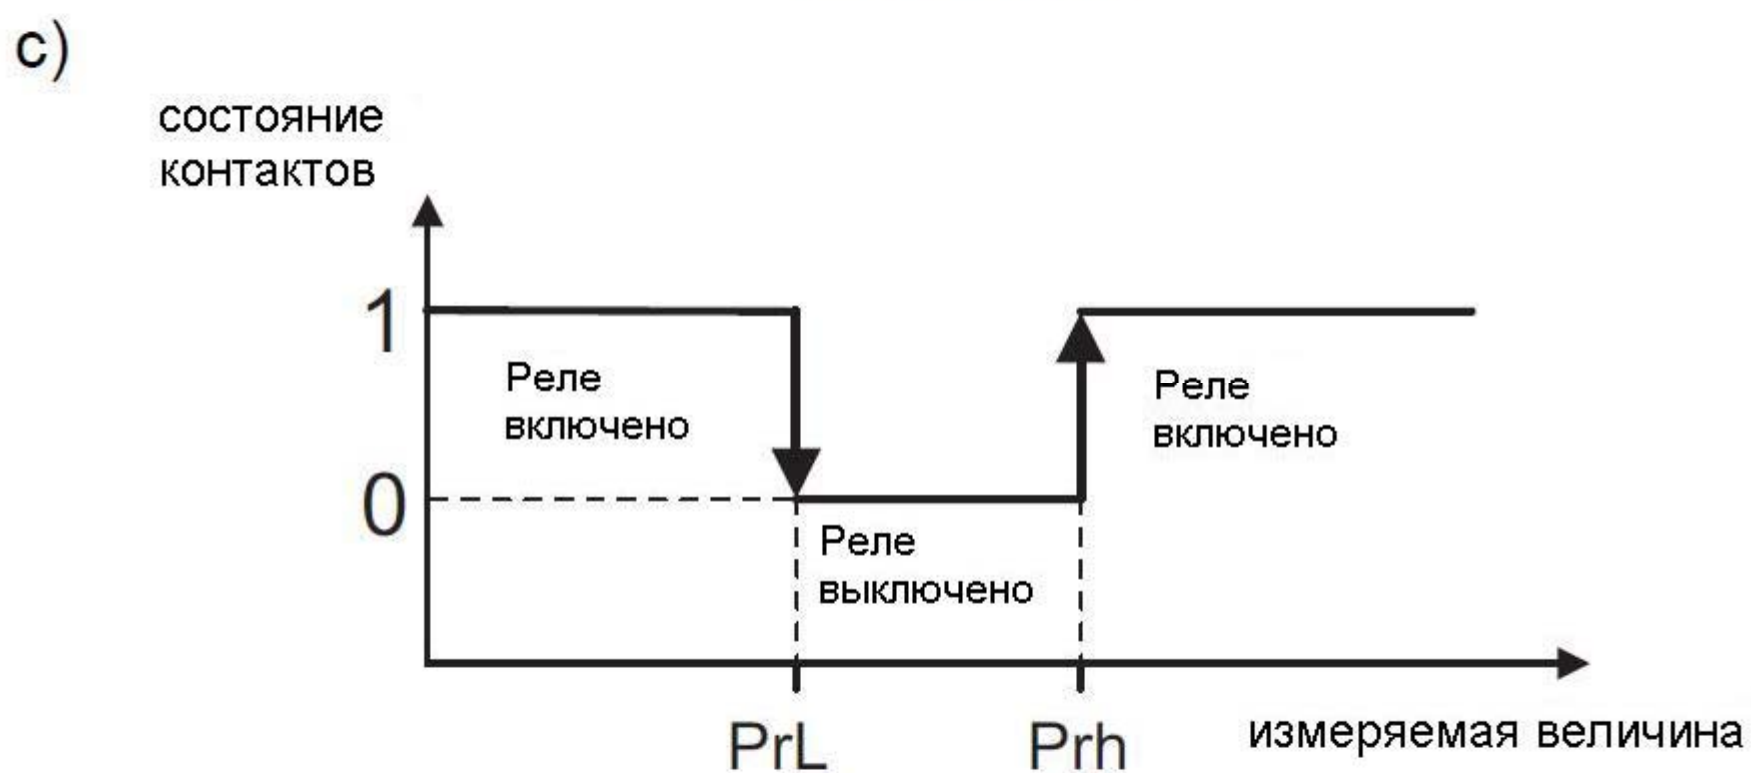 c)
состояние
контактов
1
Реле
включено
Реле
включено
0
Реле
выключено
PrL
Prh
измеряемая величина